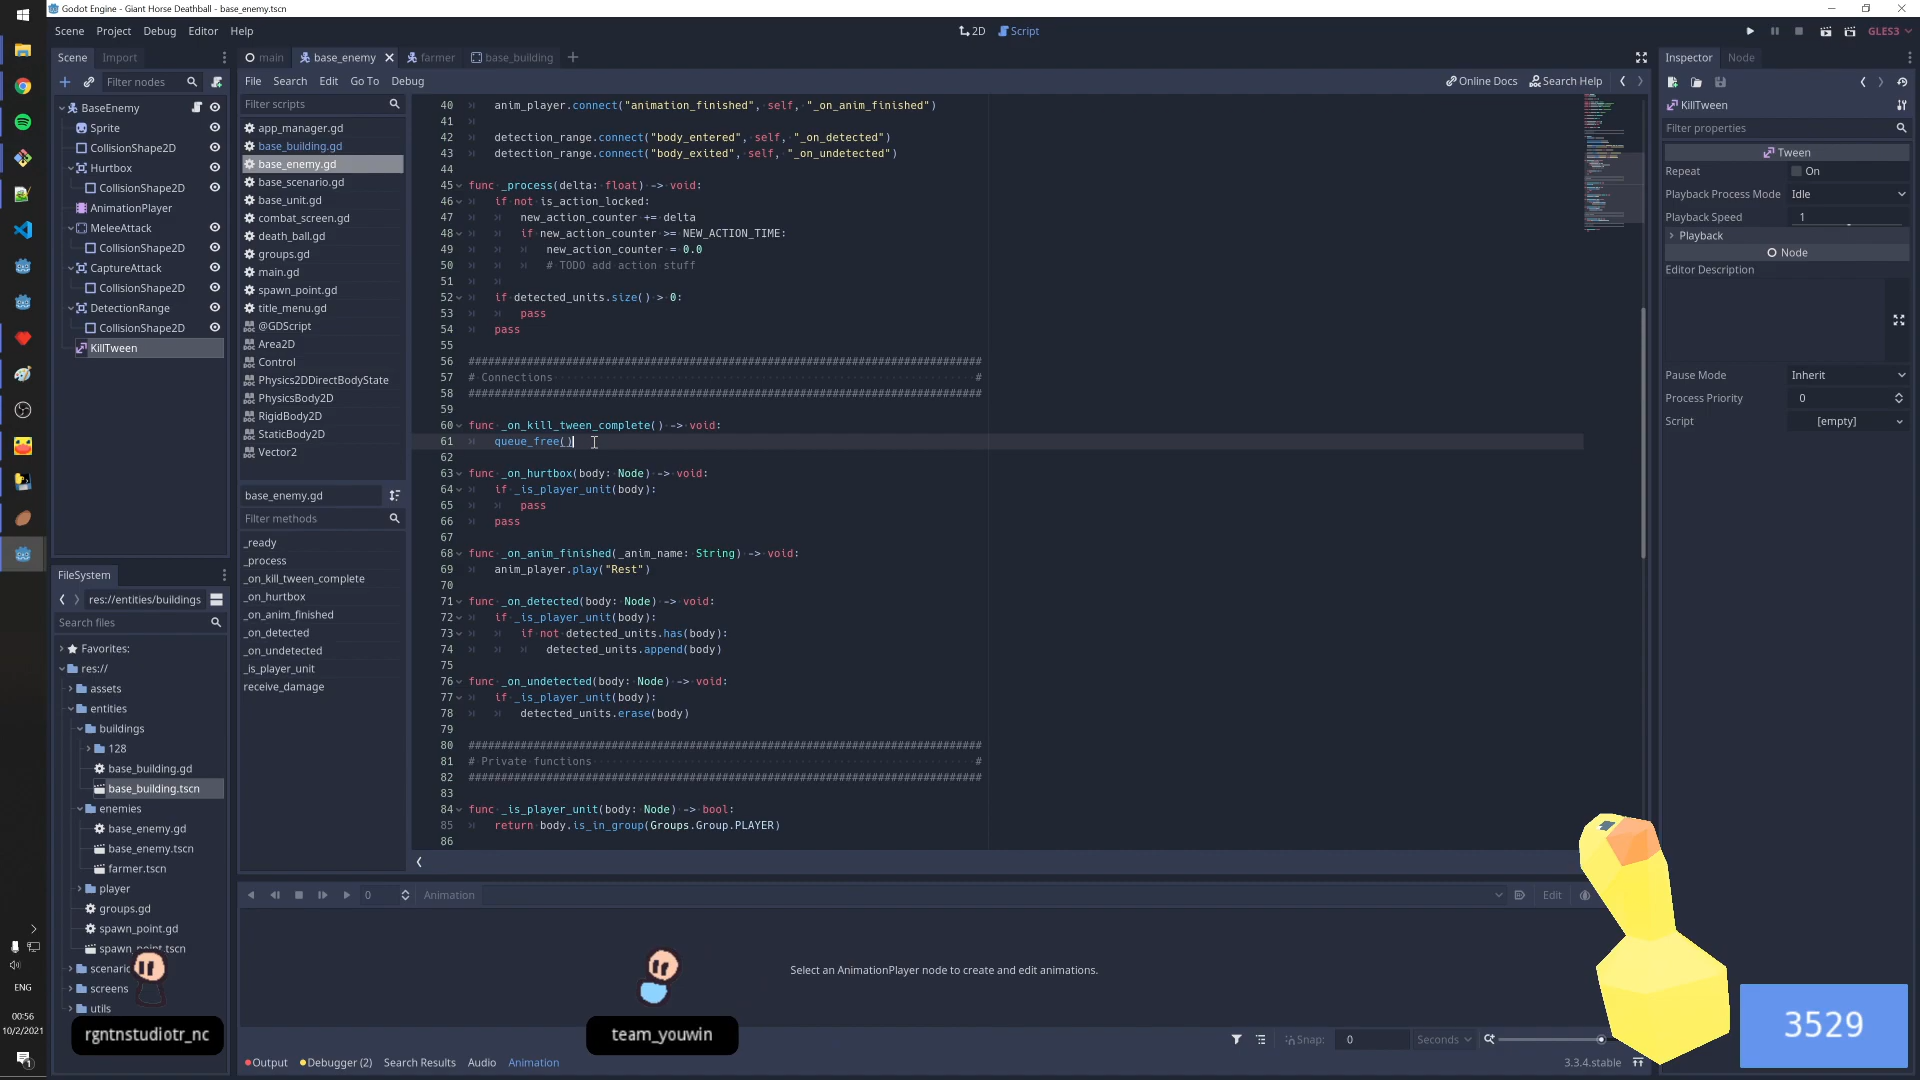 Godot Engine - Giant Horse Deathball - base_enemy.tscn
Scene Project Debug Editor Help
2D Script
GLES3
Scene Import
main base_enemy farmer base_building
Inspector Node
Filter nodes
File Search Edit Go To Debug
Online Docs Search Help
BaseEnemy
Sprite
CollisionShape2D
Hurtbox
CollisionShape2D
AnimationPlayer
MeleeAttack
CollisionShape2D
CaptureAttack
CollisionShape2D
DetectionRange
CollisionShape2D
KillTween
Filter scripts
app_manager.gd
base_building.gd
base_enemy.gd
base_scenario.gd
base_unit.gd
combat_screen.gd
death_ball.gd
groups.gd
main.gd
spawn_point.gd
title_menu.gd
@GDScript
Area2D
Control
Physics2DDirectBodyState
PhysicsBody2D
RigidBody2D
StaticBody2D
Vector2
base_enemy.gd
Filter methods
_ready
_process
_on_kill_tween_complete
_on_hurtbox
_on_anim_finished
_on_detected
_on_undetected
_is_player_unit
receive_damage
40 anim_player.connect("animation_finished", self, "_on_anim_finished")
41
42 detection_range.connect("body_entered", self, "_on_detected")
43 detection_range.connect("body_exited", self, "_on_undetected")
44
45 func _process(delta: float) -> void:
46 if not is_action_locked:
47 new_action_counter += delta
48 if new_action_counter >= NEW_ACTION_TIME:
49 new_action_counter = 0.0
50 # TODO add action stuff
51
52 if detected_units.size() > 0:
53 pass
54 pass
55
56 ###############################################################################
57 # Connections #
58 ###############################################################################
59
60 func _on_kill_tween_complete() -> void:
61 queue_free()
62
63 func _on_hurtbox(body: Node) -> void:
64 if _is_player_unit(body):
65 pass
66 pass
67
68 func _on_anim_finished(_anim_name: String) -> void:
69 anim_player.play("Rest")
70
71 func _on_detected(body: Node) -> void:
72 if _is_player_unit(body):
73 if not detected_units.has(body):
74 detected_units.append(body)
75
76 func _on_undetected(body: Node) -> void:
77 if _is_player_unit(body):
78 detected_units.erase(body)
79
80 ###############################################################################
81 # Private functions #
82 ###############################################################################
83
84 func _is_player_unit(body: Node) -> bool:
85 return body.is_in_group(Groups.Group.PLAYER)
86
KillTween
Filter properties
Tween
Repeat On
Playback Process Mode Idle
Playback Speed 1
Playback
Node
Editor Description
Pause Mode Inherit
Process Priority 0
Script [empty]
FileSystem
res://entities/buildings
Search files
Favorites:
res://
assets
entities
buildings
128
base_building.gd
base_building.tscn
enemies
base_enemy.gd
base_enemy.tscn
farmer.tscn
player
groups.gd
spawn_point.gd
spawn_point.tscn
scenario
screens
utils
0 Animation Edit
Select an AnimationPlayer node to create and edit animations.
Snap: 0 Seconds
Output Debugger (2) Search Results Audio Animation
3.3.4.stable
rgntnstudiotr_nc
team_youwin
3529
ENG
00:56
10/2/2021
1